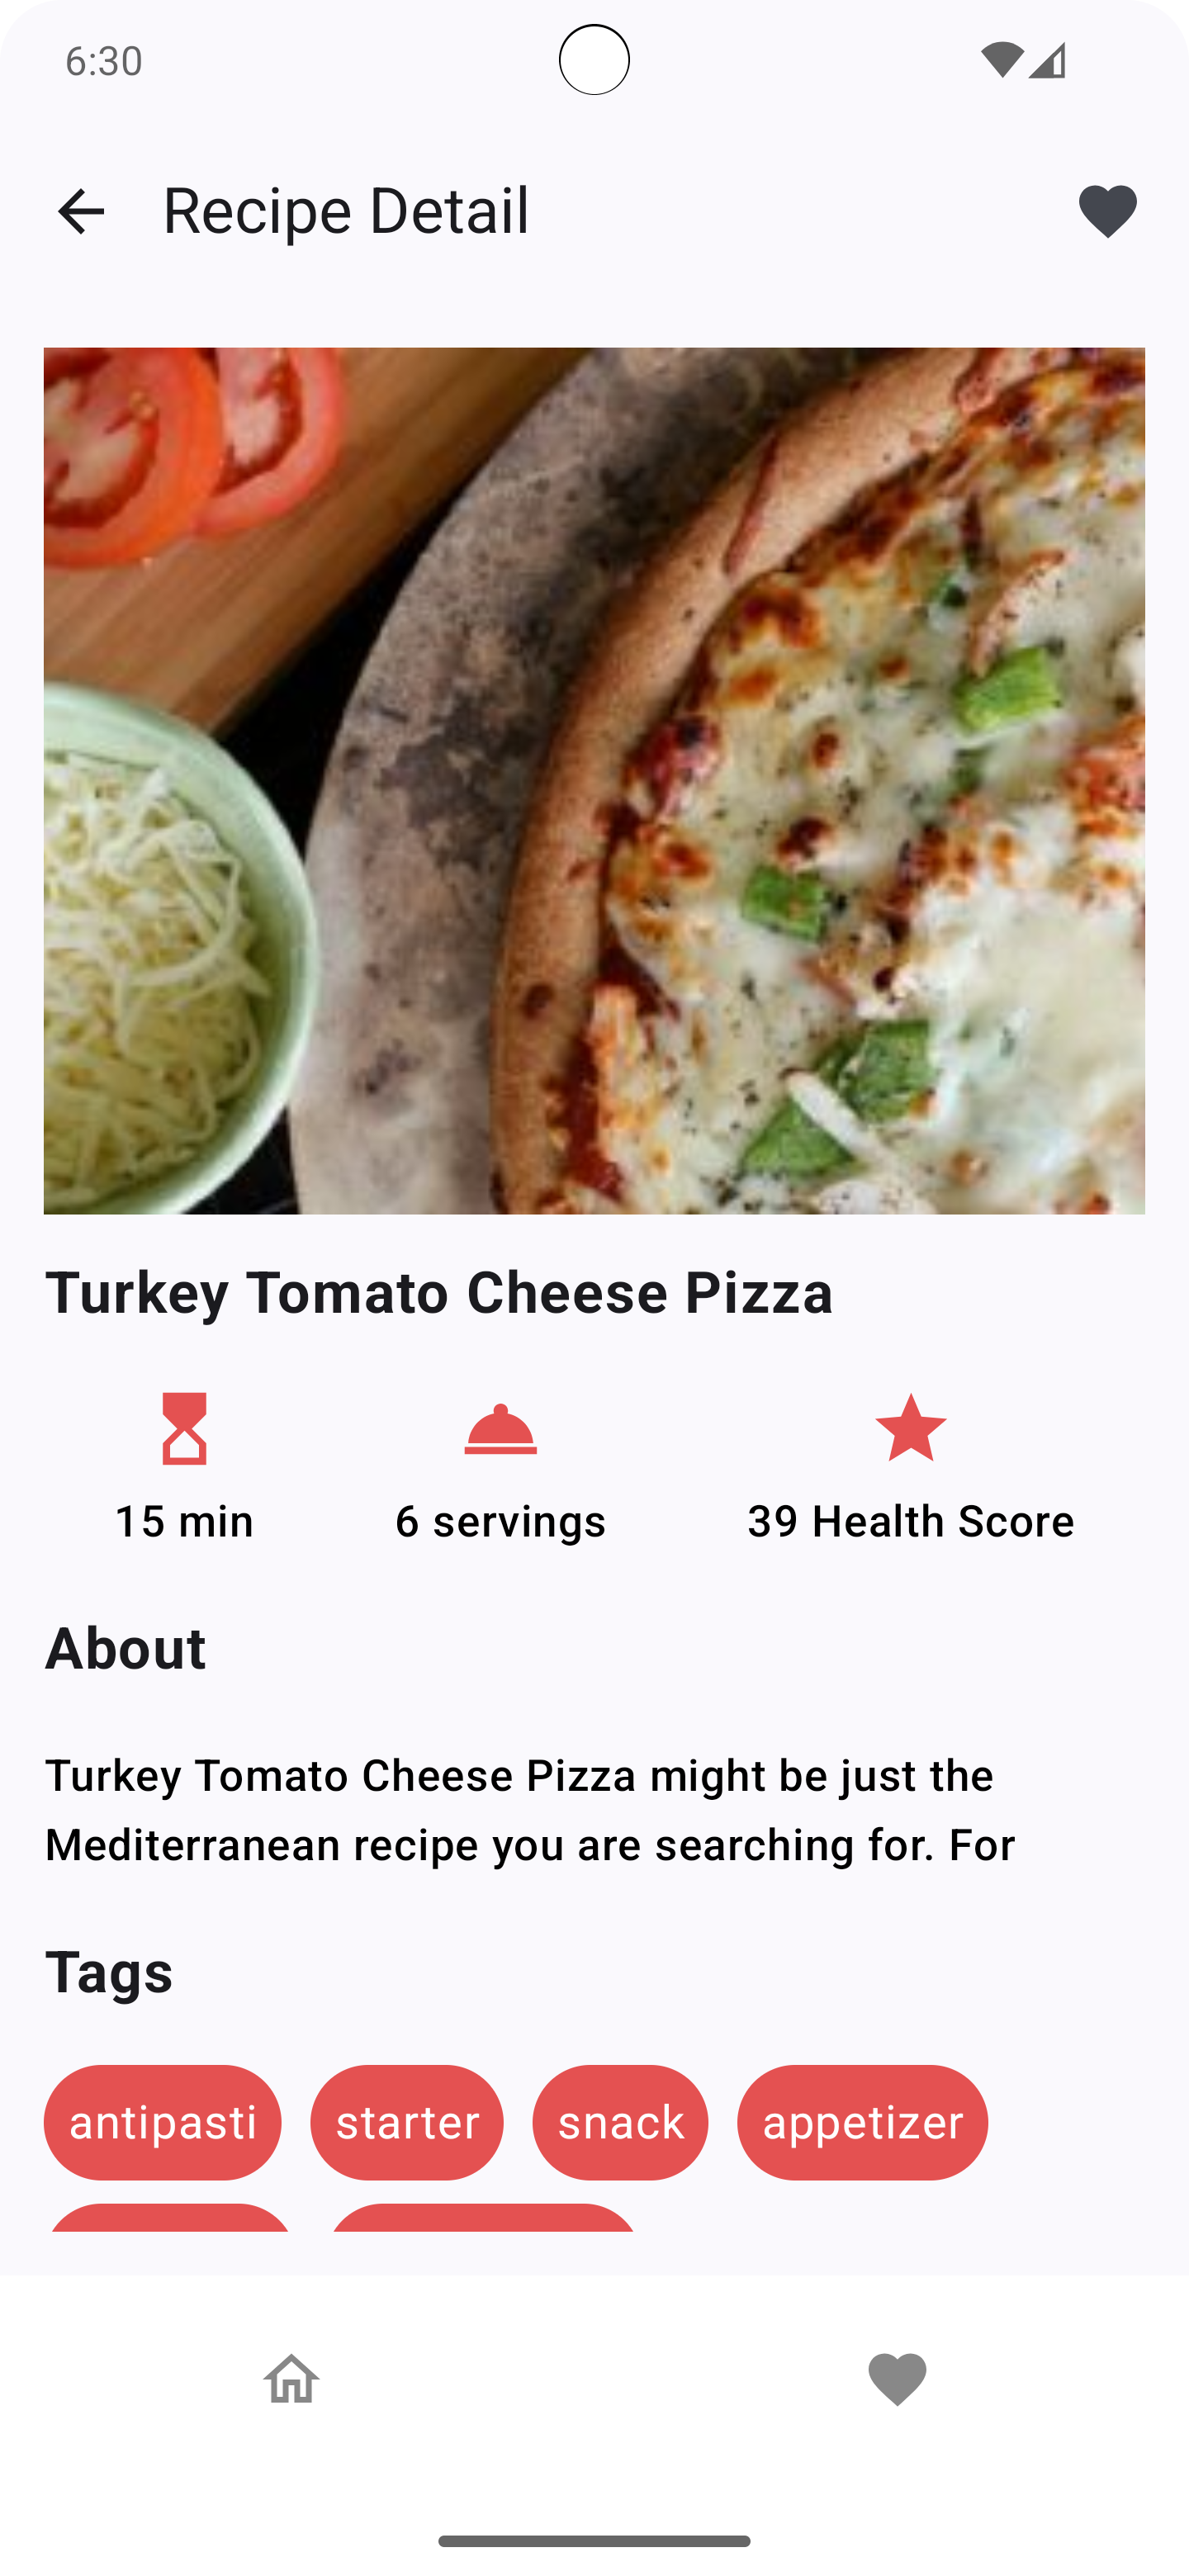 6:30
Recipe Detail
Turkey Tomato Cheese Pizza
15 min
6 servings
39 Health Score
About
Turkey Tomato Cheese Pizza might be just the
Mediterranean recipe you are searching for. For
Tags
antipasti
starter
snack
appetizer